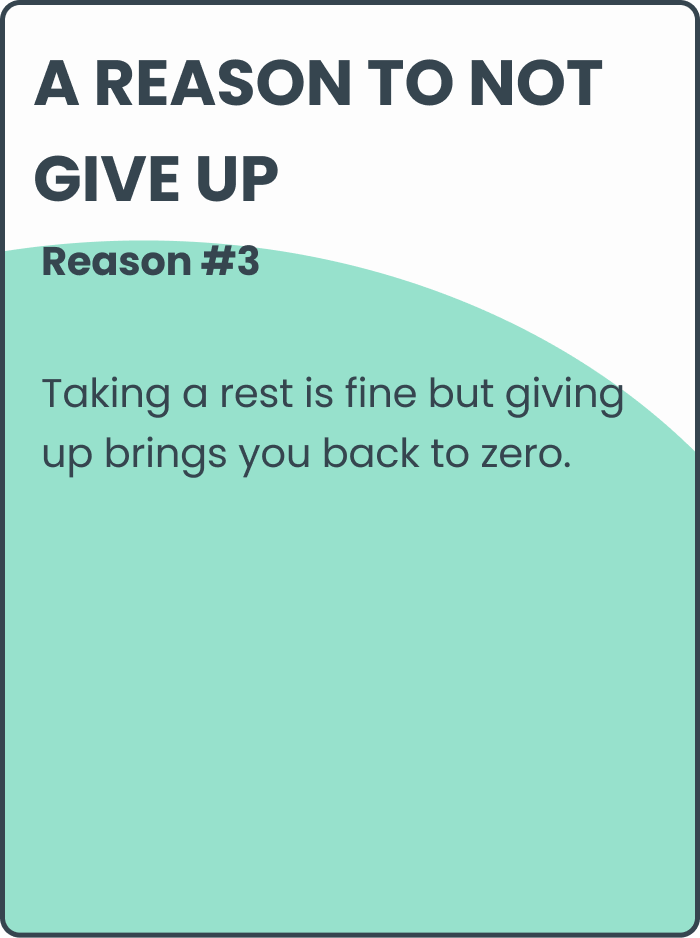 A REASON TO NOT
GIVE UP
Reason #3
Taking a rest is fine but giving
up brings you back to zero.